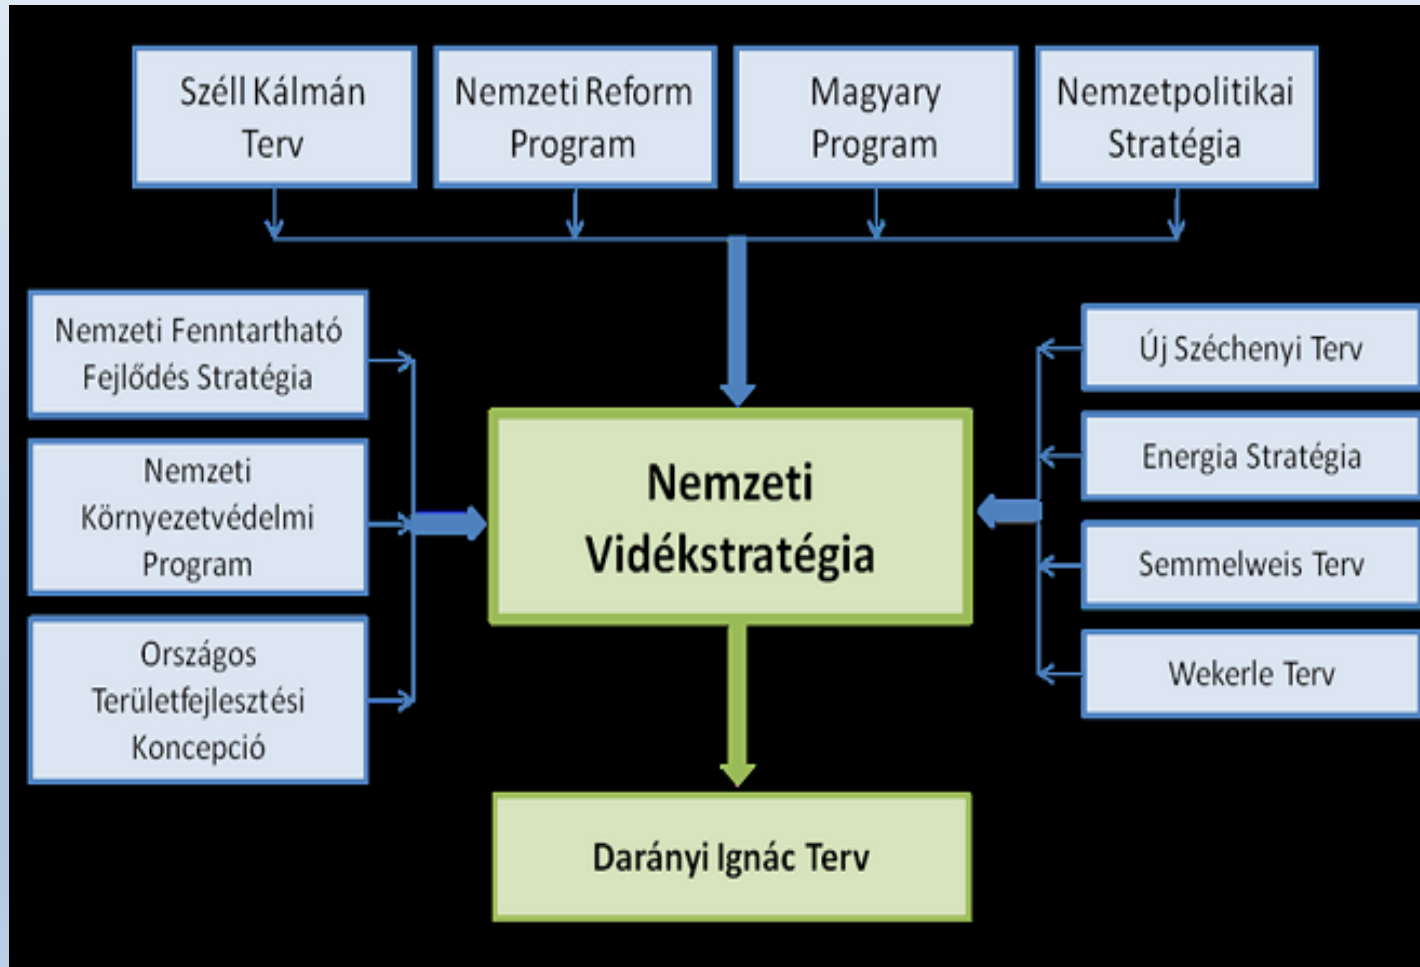 Széll Kálmán
Terv
Nemzeti Reform
Program
Magyary
Program
Nemzetpolitikai
Stratégia
Nemzeti Fenntartható
Fejlődés Stratégia
Nemzeti
Környezetvédelmi
Program
Országos
Területfejlesztési
Koncepció
Nemzeti
Vidékstratégia
Új Széchenyi Terv
Energia Stratégia
Semmelweis Terv
Wekerle Terv
Darányi Ignác Terv